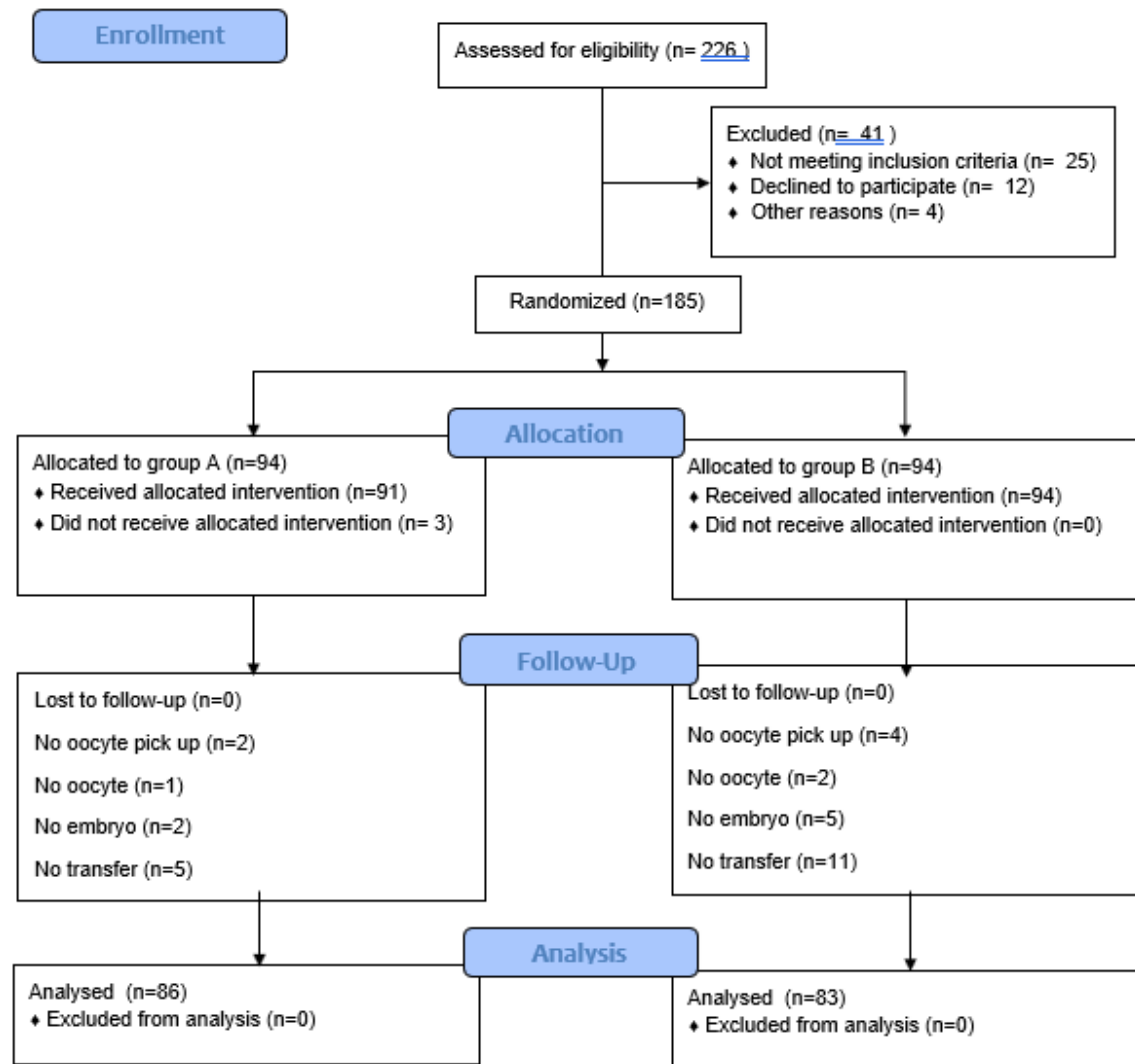 Enrollment
Assessed for eligibility (n= 226 )
Excluded (n= 41 )
♦ Not meeting inclusion criteria (n= 25)
♦ Declined to participate (n= 12)
♦ Other reasons (n= 4)
Randomized (n=185)
Allocation
Allocated to group A (n=94)
♦ Received allocated intervention (n=91)
♦ Did not receive allocated intervention (n= 3)
Allocated to group B (n=94)
♦ Received allocated intervention (n=94)
♦ Did not receive allocated intervention (n=0)
Follow-Up
Lost to follow-up (n=0)
No oocyte pick up (n=2)
No oocyte (n=1)
No embryo (n=2)
No transfer (n=5)
Lost to follow-up (n=0)
No oocyte pick up (n=4)
No oocyte (n=2)
No embryo (n=5)
No transfer (n=11)
Analysis
Analysed (n=86)
♦ Excluded from analysis (n=0)
Analysed (n=83)
♦ Excluded from analysis (n=0)